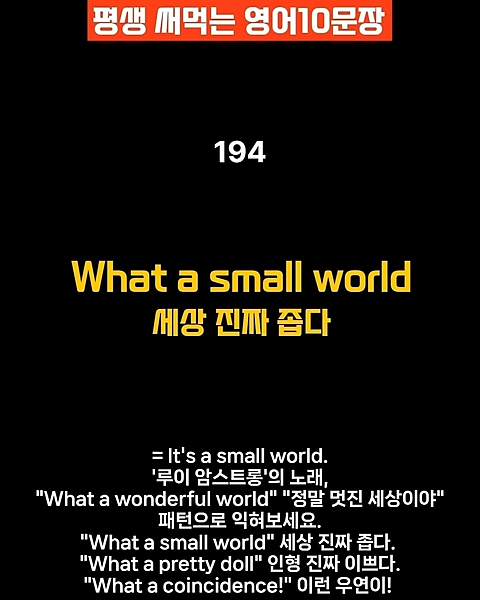 평생 써먹는 영어10문장
194
What a small world
세상 진짜 좁다
= It's a small world.
'루이 암스트롱'의 노래,
"What a wonderful world" "정말 멋진 세상이야"
패턴으로 익혀보세요.
"What a small world" 세상 진짜 좁다.
"What a pretty doll" 인형 진짜 이쁘다.
"What a coincidence!" 이런 우연이!